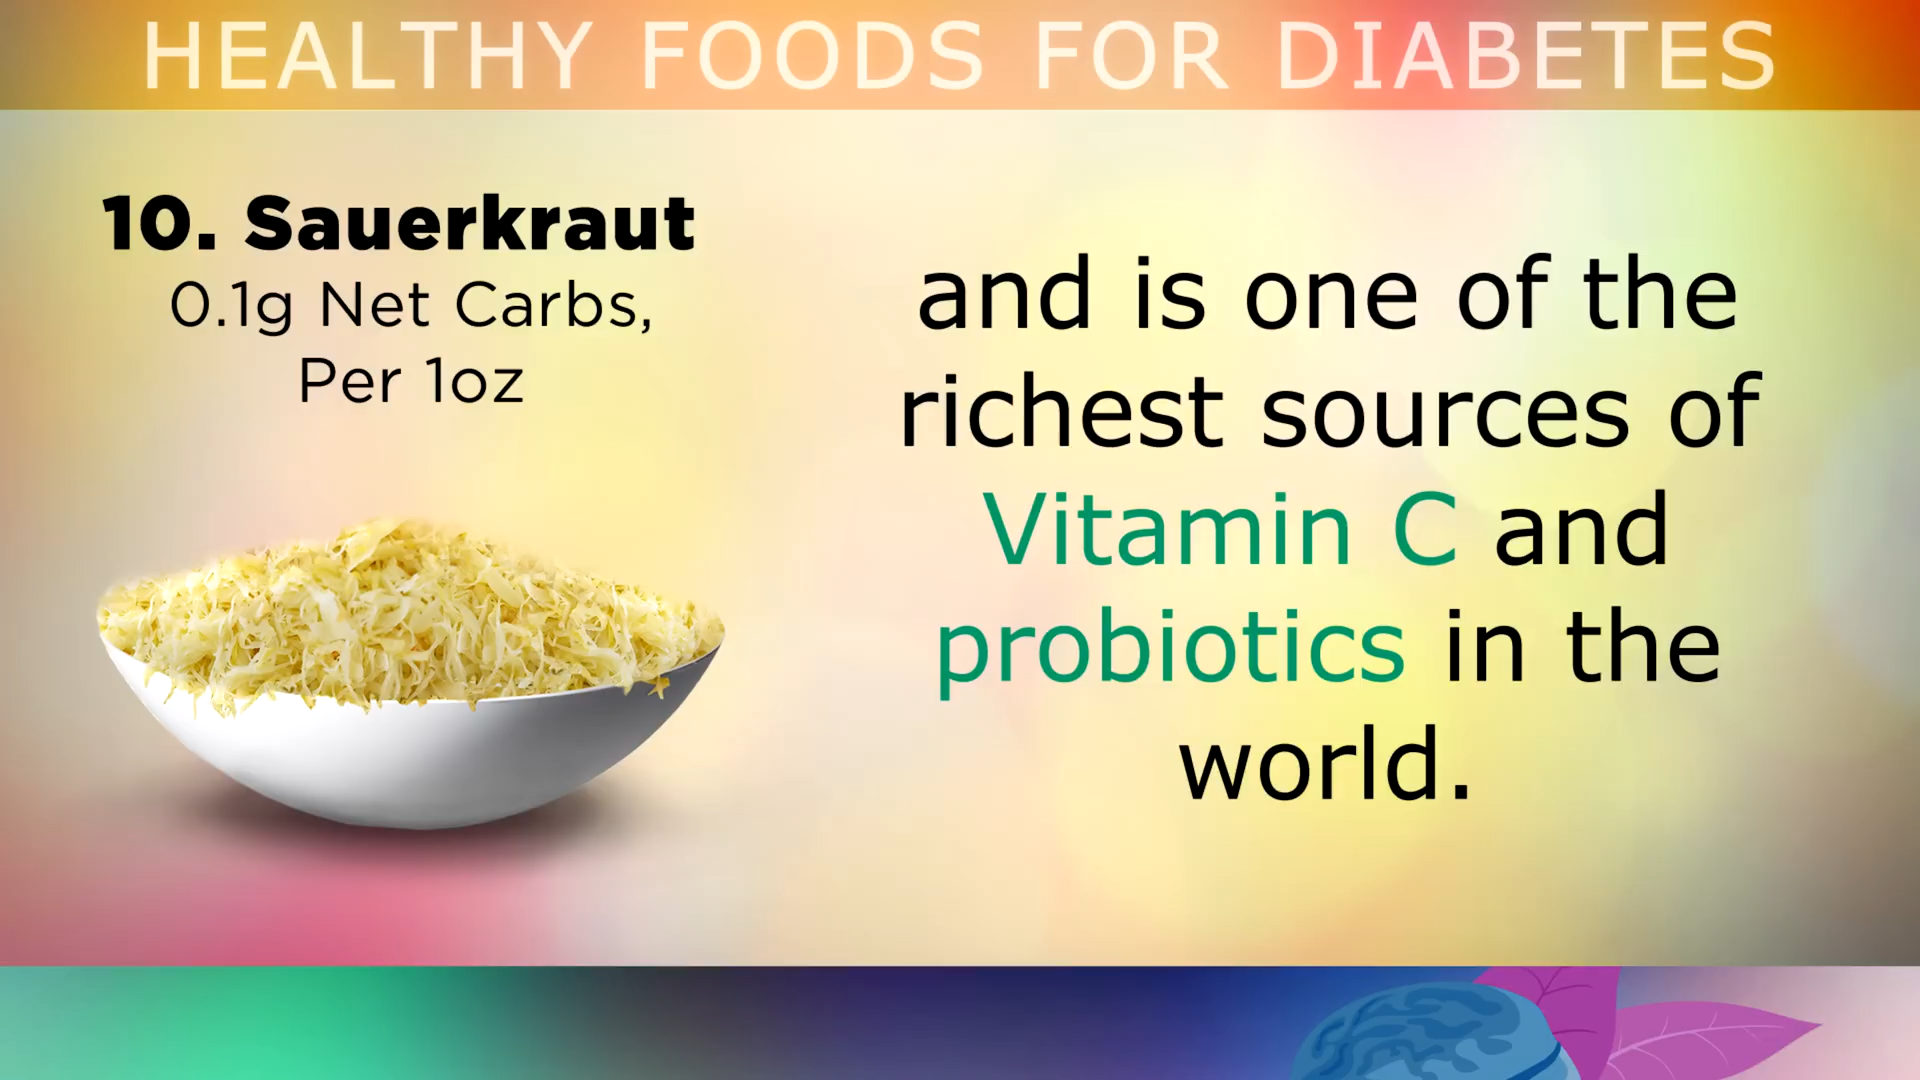 HEALTHY FOODS FOR DIABETES
10. Sauerkraut
0.1g Net Carbs,
Per 1oz
and is one of the
richest sources of
Vitamin C and
probiotics in the
world.